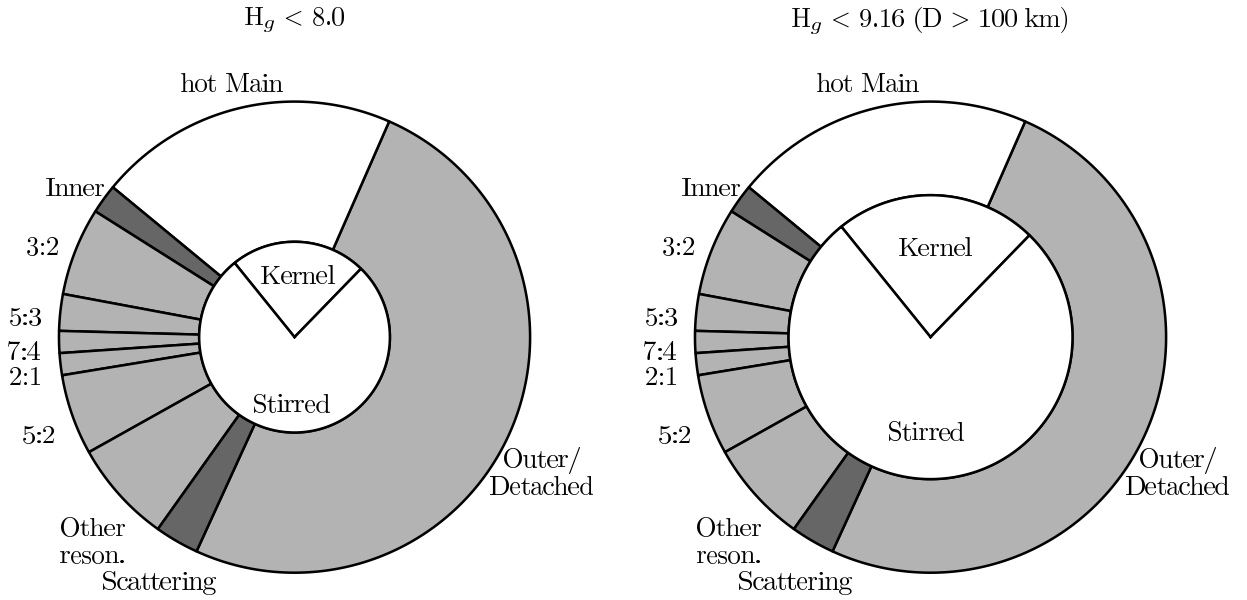 H_g < 8.0
hot Main
Inner
3:2
5:3
7:4
2:1
5:2
Other
reson.
Scattering
Outer/
Detached
Kernel
Stirred
H_g < 9.16 (D > 100 km)
hot Main
Inner
3:2
5:3
7:4
2:1
5:2
Other
reson.
Scattering
Outer/
Detached
Kernel
Stirred